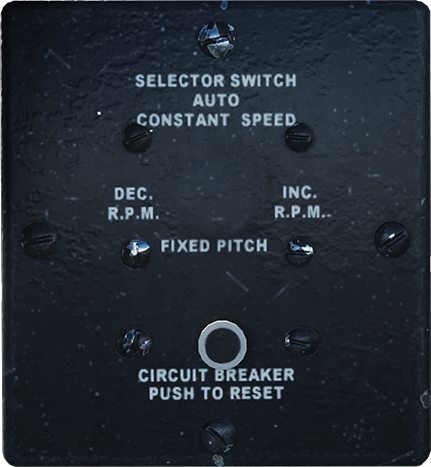 SELECTOR SWITCH
AUTO
CONSTANT SPEED
DEC. INC.
R.P.M. R.P.M.
FIXED PITCH
CIRCUIT BREAKER
PUSH TO RESET